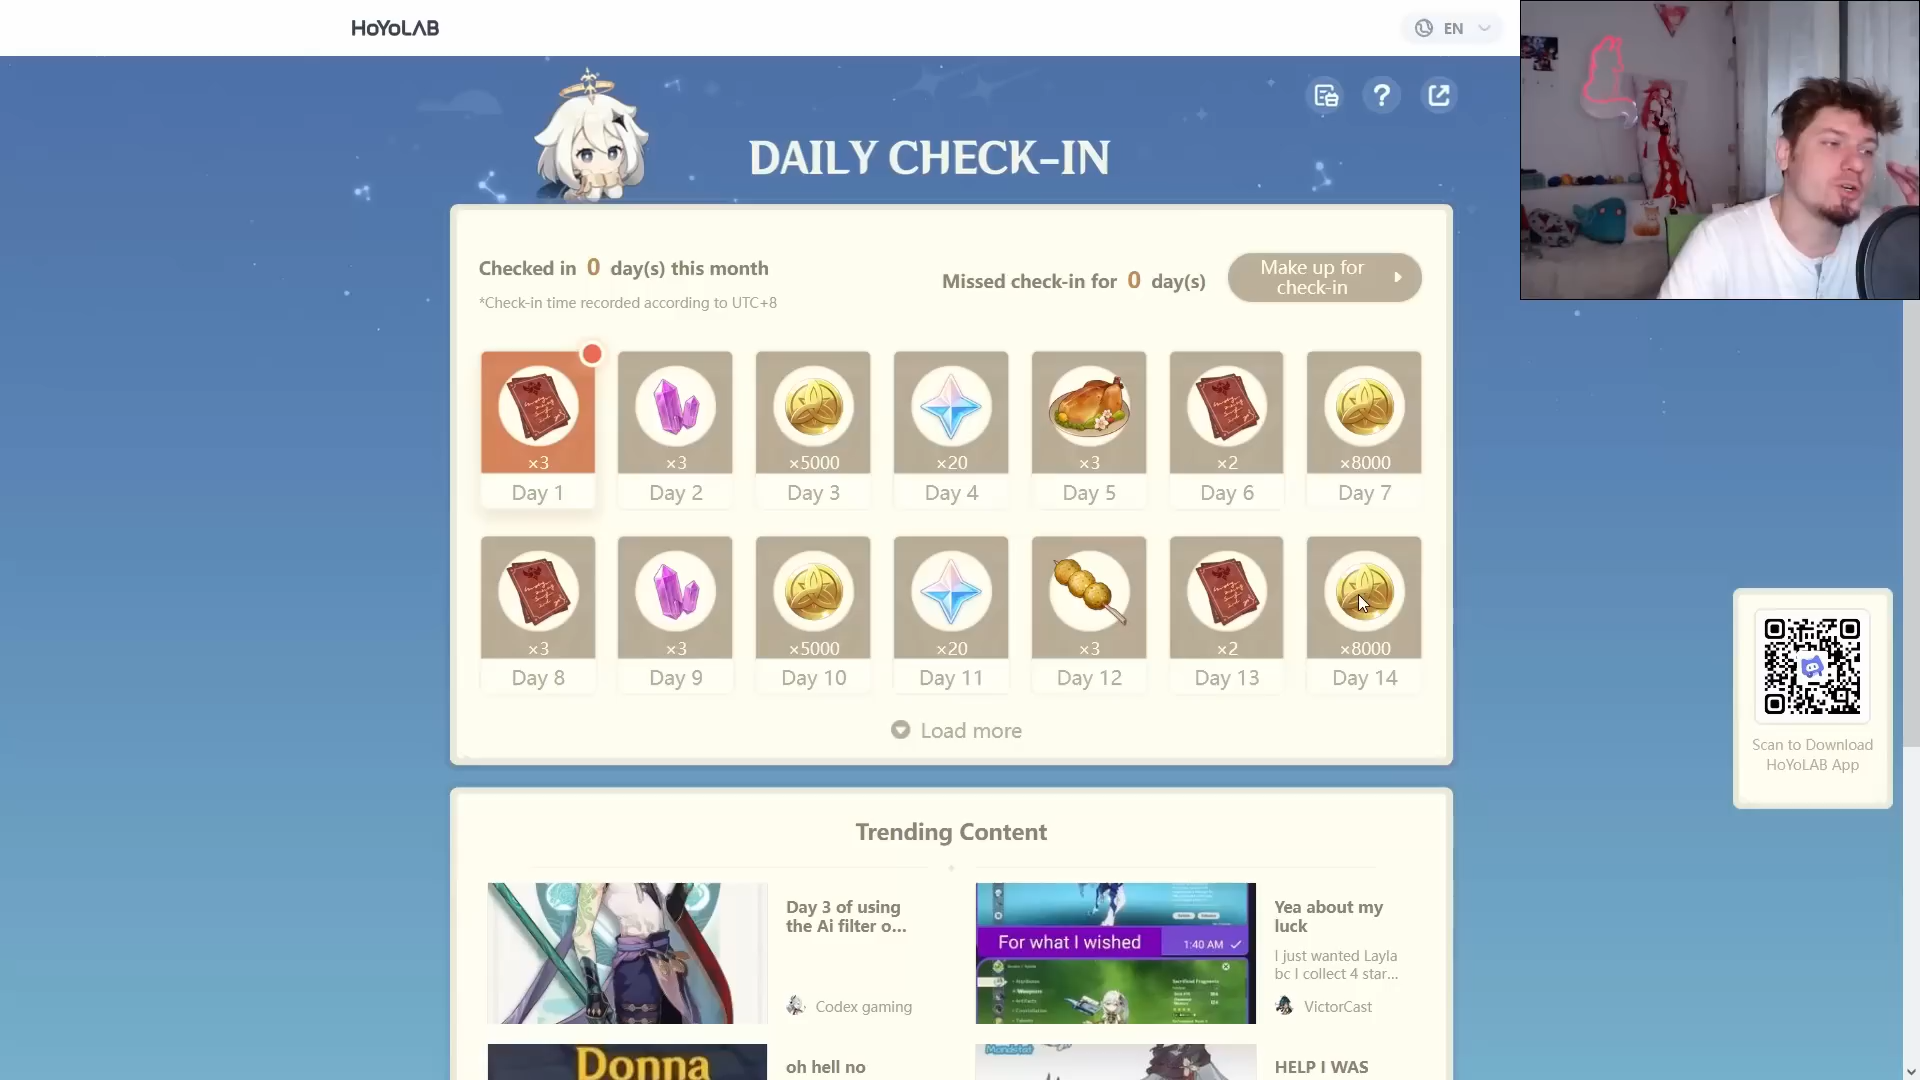 HoYoLAB
EN
DAILY CHECK-IN
Checked in 0 day(s) this month
*Check-in time recorded according to UTC+8
Missed check-in for 0 day(s)
Make up for
check-in
×3
×3
×5000
×20
×3
×2
×8000
Day 1
Day 2
Day 3
Day 4
Day 5
Day 6
Day 7
×3
×3
×5000
×20
×3
×2
×8000
Day 8
Day 9
Day 10
Day 11
Day 12
Day 13
Day 14
Load more
Scan to Download
HoYoLAB App
Trending Content
Day 3 of using
the Ai filter o...
Codex gaming
For what I wished
1:40 AM
Yea about my
luck
I just wanted Layla
bc I collect 4 star...
VictorCast
Donna
oh hell no
Mondstat
HELP I WAS